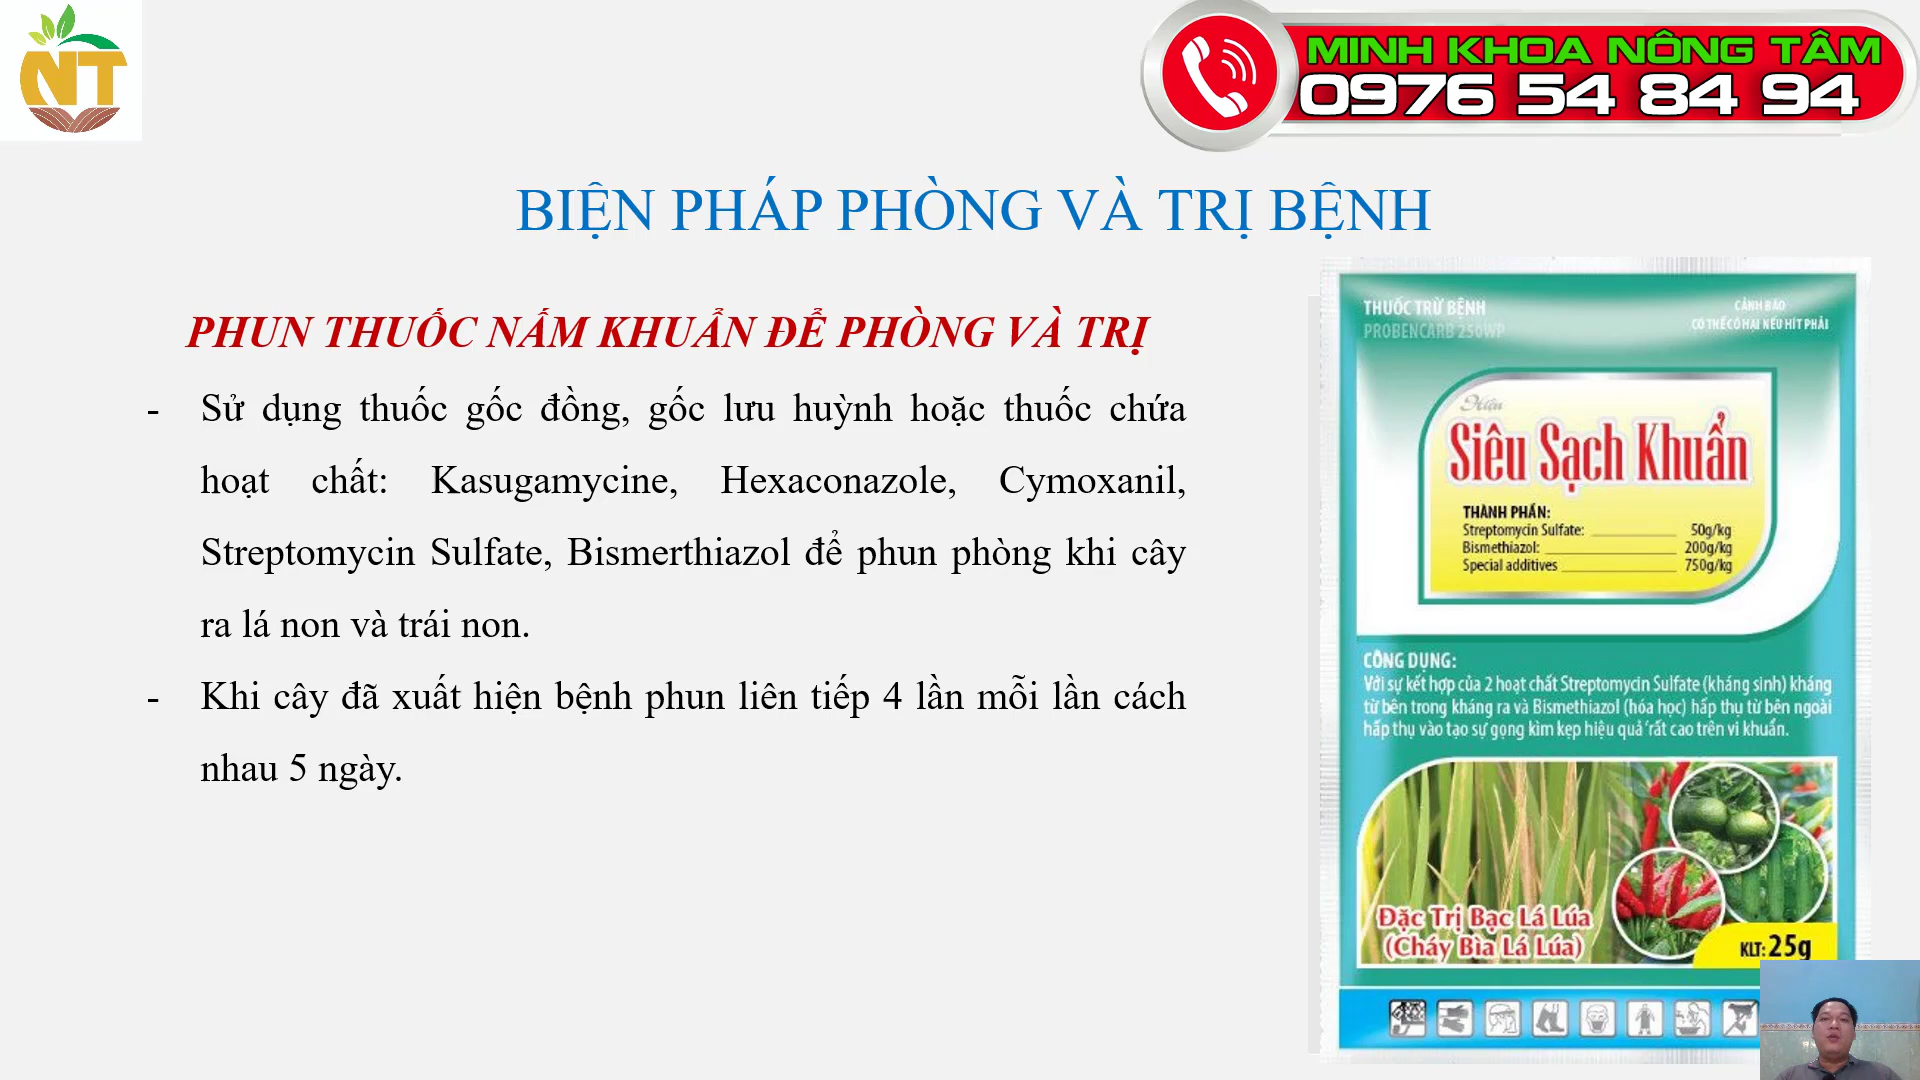 NT
MINH KHOA NÔNG TÂM
0976 54 84 94
BIỆN PHÁP PHÒNG VÀ TRỊ BỆNH
PHUN THUỐC NẤM KHUẨN ĐỂ PHÒNG VÀ TRỊ
- Sử dụng thuốc gốc đồng, gốc lưu huỳnh hoặc thuốc chứa
hoạt chất: Kasugamycine, Hexaconazole, Cymoxanil,
Streptomycin Sulfate, Bismerthiazol để phun phòng khi cây
ra lá non và trái non.
- Khi cây đã xuất hiện bệnh phun liên tiếp 4 lần mỗi lần cách
nhau 5 ngày.
THUỐC TRỪ BỆNH
PROBENCARB 250WP
CẢNH BÁO
CÓ THỂ CÓ HẠI NẾU HÍT PHẢI
Hiệu
Siêu Sạch Khuẩn
THÀNH PHẦN:
Streptomycin Sulfate: 50g/kg
Bismethiazol: 200g/kg
Special additives 750g/kg
CÔNG DỤNG:
Với sự kết hợp của 2 hoạt chất Streptomycin Sulfate (kháng sinh) kháng
từ bên trong kháng ra và Bismethiazol (hóa học) hấp thụ từ bên ngoài
hấp thụ vào tạo sự gọng kìm kẹp hiệu quả rất cao trên vi khuẩn.
Đặc Trị Bạc Lá Lúa
(Cháy Bìa Lá Lúa)
KLT: 25g